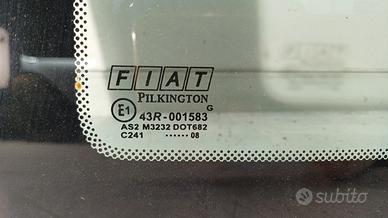 FIAT
PILKINGTON
G
E1 43R-001583
AS2 M3232 DOT682
C241 ······ 08
subito